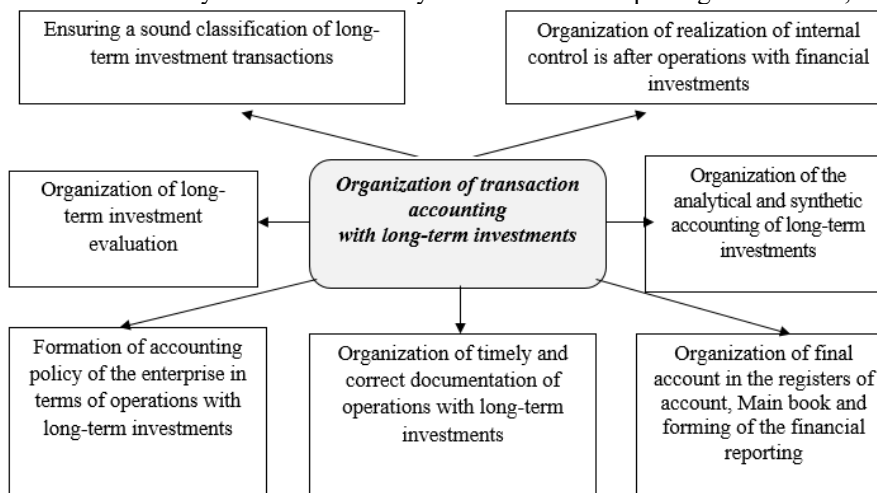 Ensuring a sound classification of long-
term investment transactions
Organization of realization of internal
control is after operations with financial
investments
Organization of long-
term investment
evaluation
Organization of transaction
accounting
with long-term investments
Organization of the
analytical and synthetic
accounting of long-term
investments
Formation of accounting
policy of the enterprise in
terms of operations with
long-term investments
Organization of timely and
correct documentation of
operations with long-term
investments
Organization of final
account in the registers of
account, Main book and
forming of the financial
reporting